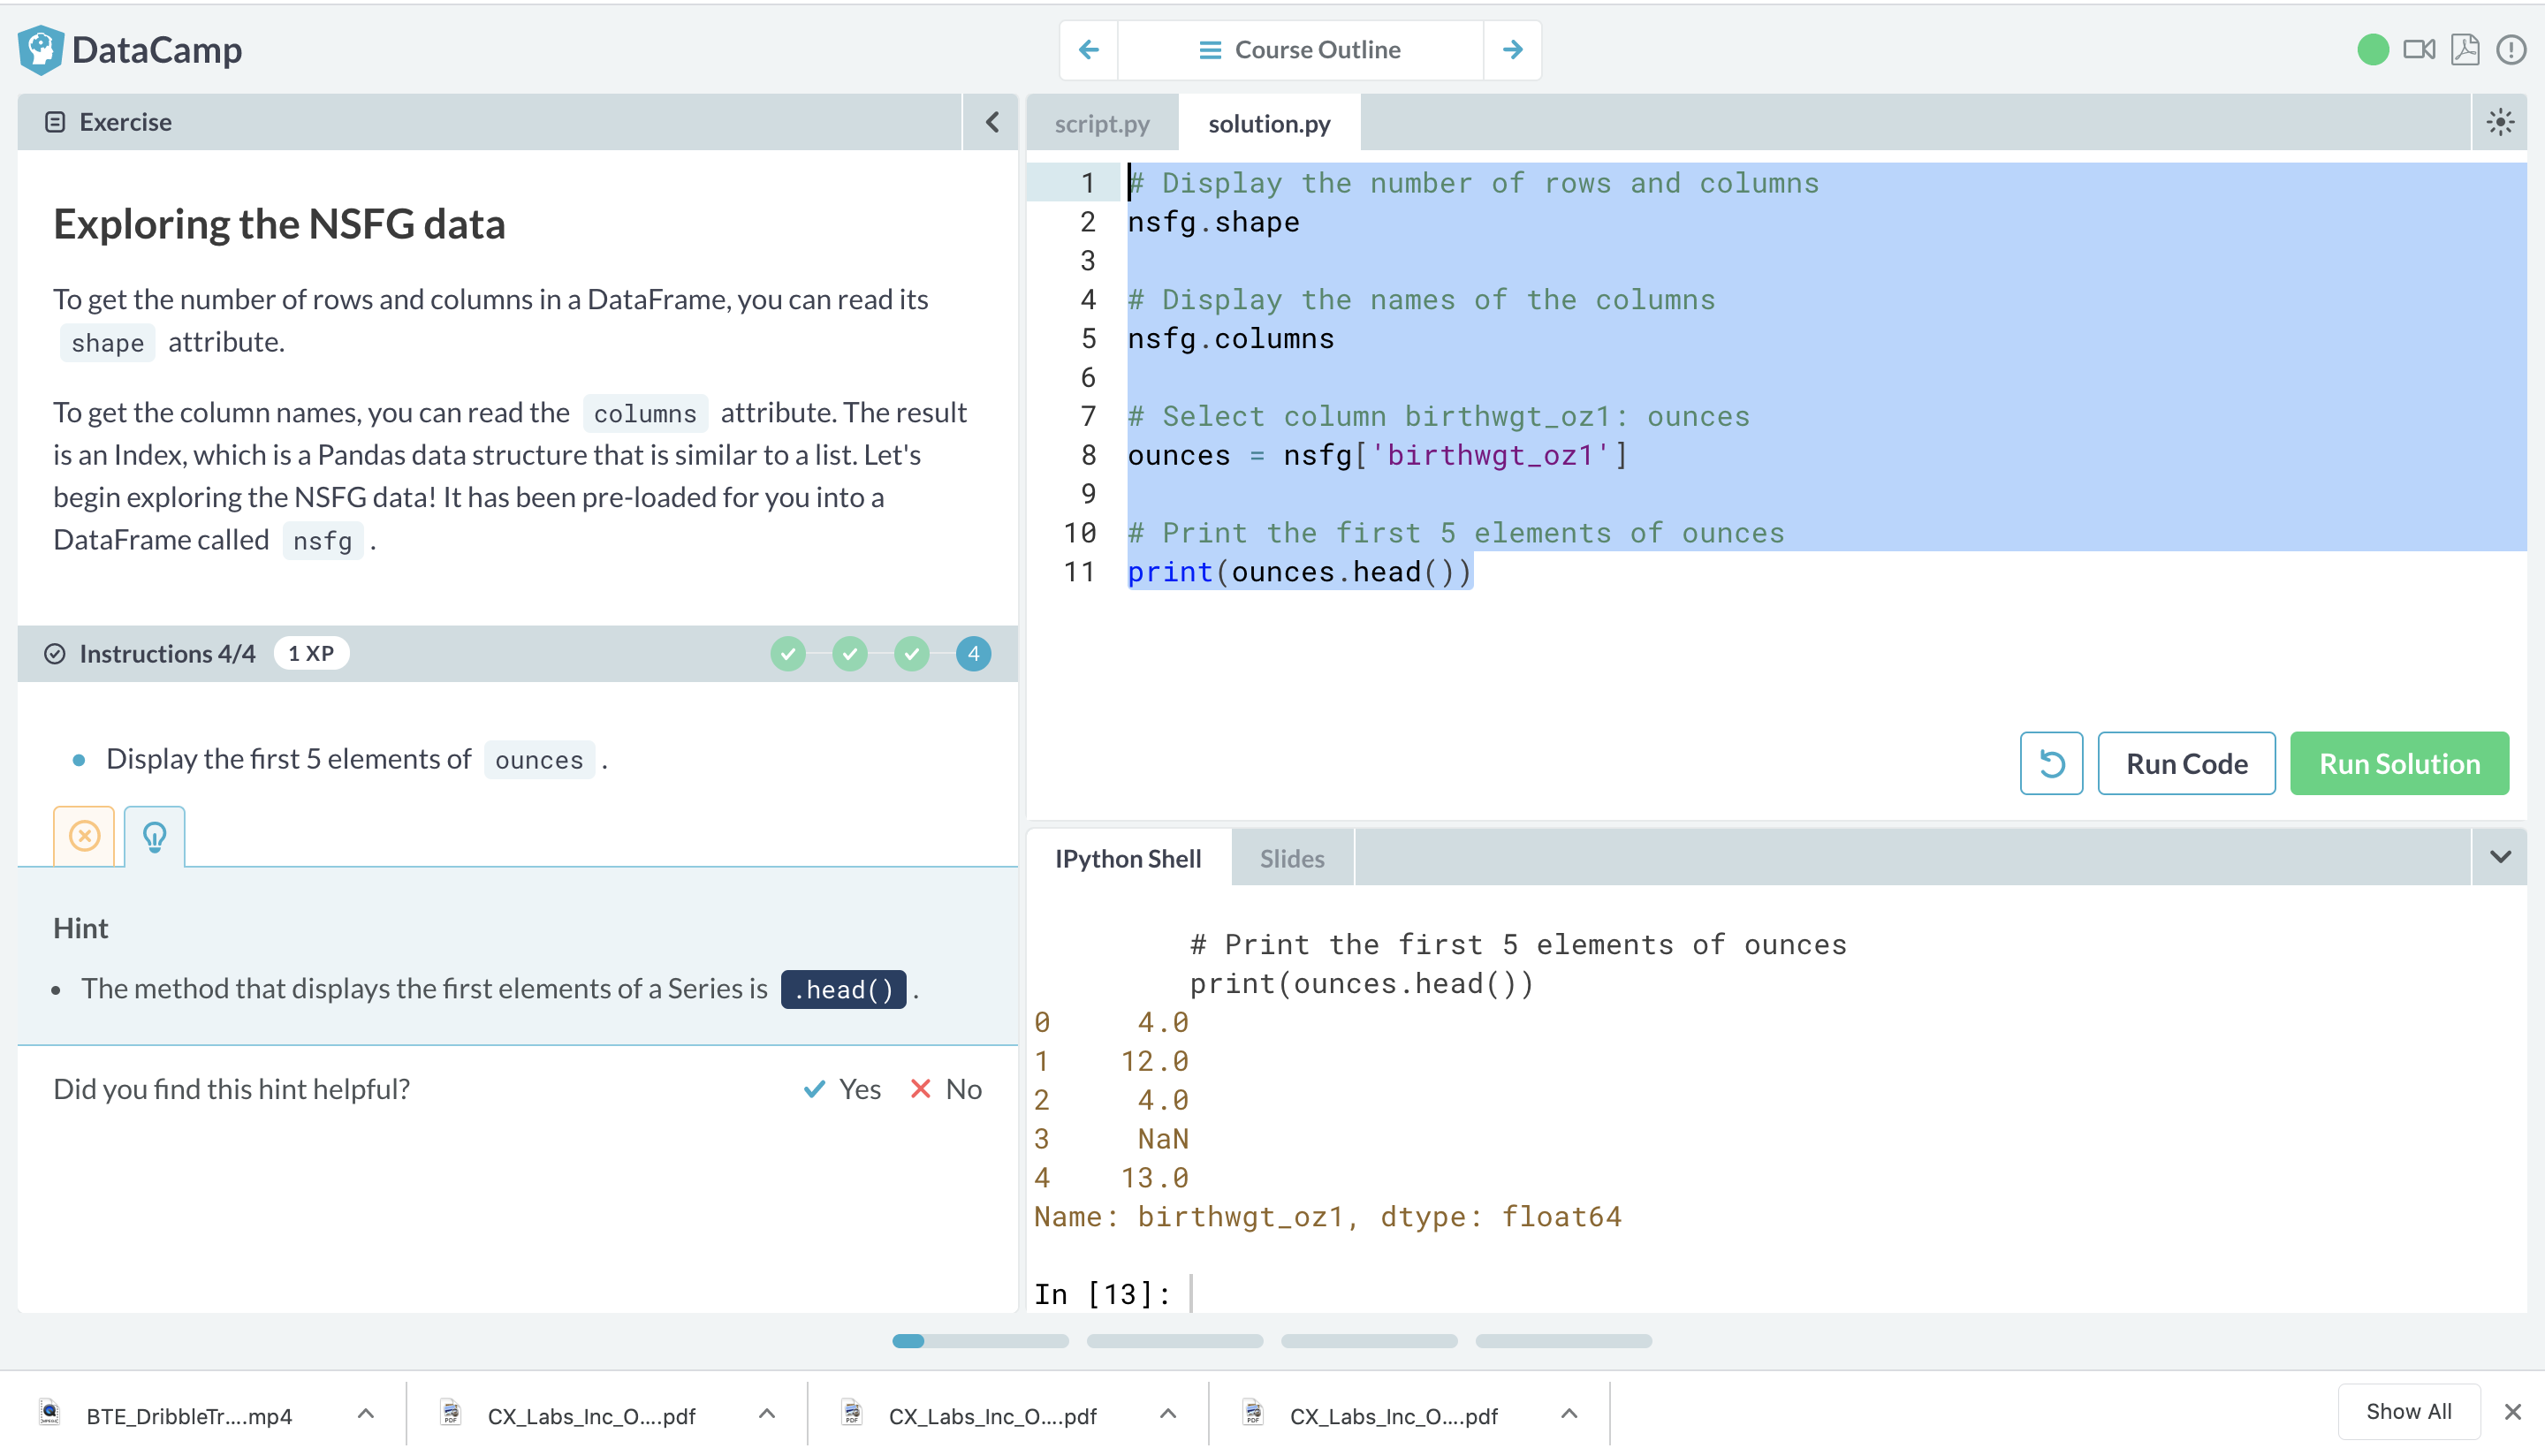 DataCamp
Course Outline
Exercise
Exploring the NSFG data
To get the number of rows and columns in a DataFrame, you can read its
shape attribute.
To get the column names, you can read the columns attribute. The result
is an Index, which is a Pandas data structure that is similar to a list. Let's
begin exploring the NSFG data! It has been pre-loaded for you into a
DataFrame called nsfg .
Instructions 4/4 1 XP
4
Display the first 5 elements of ounces .
Hint
The method that displays the first elements of a Series is .head() .
Did you find this hint helpful? Yes No
script.py solution.py
1 # Display the number of rows and columns
2 nsfg.shape
3
4 # Display the names of the columns
5 nsfg.columns
6
7 # Select column birthwgt_oz1: ounces
8 ounces = nsfg['birthwgt_oz1']
9
10 # Print the first 5 elements of ounces
11 print(ounces.head())
Run Code Run Solution
IPython Shell Slides
# Print the first 5 elements of ounces
print(ounces.head())
0 4.0
1 12.0
2 4.0
3 NaN
4 13.0
Name: birthwgt_oz1, dtype: float64
In [13]:
BTE_DribbleTr....mp4 CX_Labs_Inc_O....pdf CX_Labs_Inc_O....pdf CX_Labs_Inc_O....pdf Show All